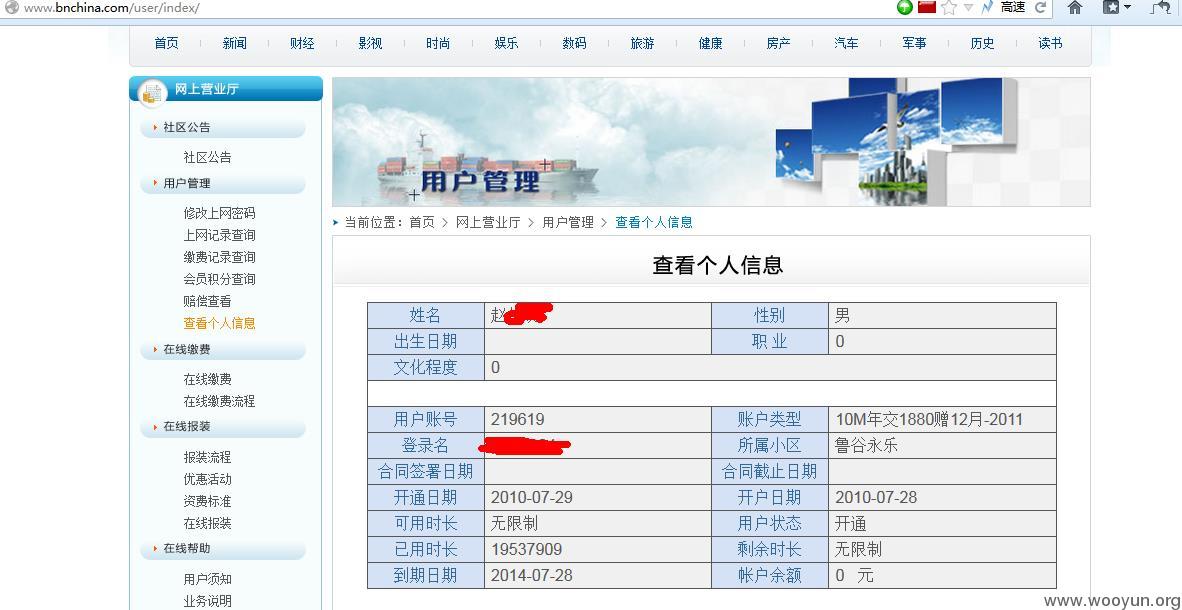 www.bnchina.com/user/index/
高速
首页 新闻 财经 影视 时尚 娱乐 数码 旅游 健康 房产 汽车 军事 历史 读书
网上营业厅
社区公告
社区公告
用户管理
修改上网密码
上网记录查询
缴费记录查询
会员积分查询
赔偿查看
查看个人信息
在线缴费
在线缴费
在线缴费流程
在线报装
报装流程
优惠活动
资费标准
在线报装
在线帮助
用户须知
业务说明
用户管理
当前位置：首页 > 网上营业厅 > 用户管理 > 查看个人信息
查看个人信息
姓名 赵 性别 男
出生日期 职 业 0
文化程度 0
用户账号 219619 账户类型 10M年交1880赠12月-2011
登录名 所属小区 鲁谷永乐
合同签署日期 合同截止日期
开通日期 2010-07-29 开户日期 2010-07-28
可用时长 无限制 用户状态 开通
已用时长 19537909 剩余时长 无限制
到期日期 2014-07-28 帐户余额 0 元
www.wooyun.org